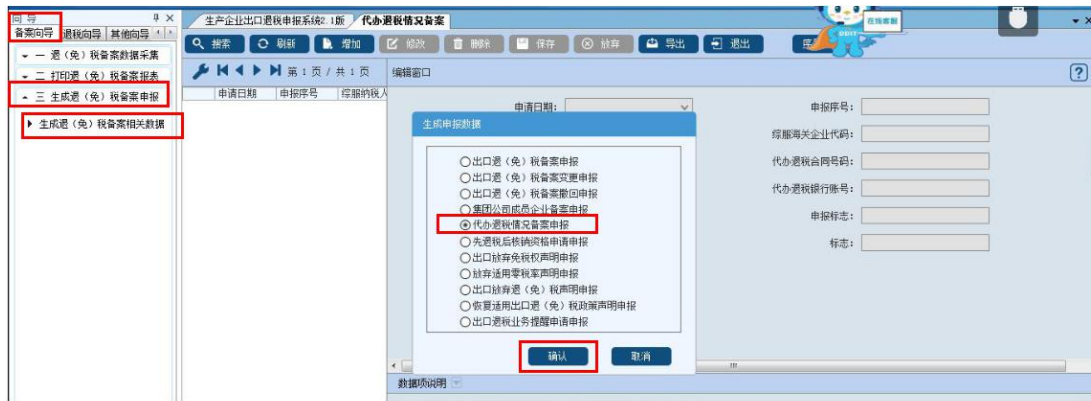 向导
备案向导 退税向导 其他向导
一 退（免）税备案数据采集
二 打印退（免）税备案报表
三 生成退（免）税备案申报
生成退（免）税备案相关数据
生产企业出口退税申报系统2.1版 代办退税情况备案
在线客服
搜索 刷新 增加 修改 删除 保存 放弃 导出 退出 序
第 1 页 / 共 1 页
申请日期 申报序号 综服纳税人
编辑窗口
申请日期： 申报序号：
综服海关企业代码：
代办退税合同号码：
代办退税银行账号：
申报标志：
标志：
生成申报数据
出口退（免）税备案申报
出口退（免）税备案变更申报
出口退（免）税备案撤回申报
集团公司成员企业备案申报
代办退税情况备案申报
先退税后核销资格申请申报
出口放弃免税权声明申报
放弃适用零税率声明申报
出口放弃退（免）税声明申报
恢复适用出口退（免）税政策声明申报
出口退税业务提醒申请申报
确认 取消
数据项说明